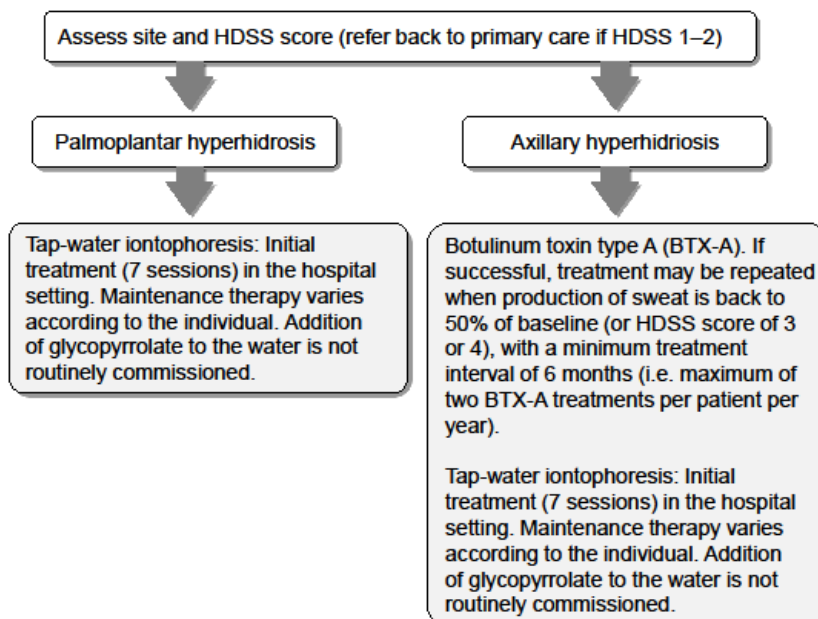 Assess site and HDSS score (refer back to primary care if HDSS 1–2)
Palmoplantar hyperhidrosis
Axillary hyperhidriosis
Tap-water iontophoresis: Initial
treatment (7 sessions) in the hospital
setting. Maintenance therapy varies
according to the individual. Addition
of glycopyrrolate to the water is not
routinely commissioned.
Botulinum toxin type A (BTX-A). If
successful, treatment may be repeated
when production of sweat is back to
50% of baseline (or HDSS score of 3
or 4), with a minimum treatment
interval of 6 months (i.e. maximum of
two BTX-A treatments per patient per
year).
Tap-water iontophoresis: Initial
treatment (7 sessions) in the hospital
setting. Maintenance therapy varies
according to the individual. Addition
of glycopyrrolate to the water is not
routinely commissioned.